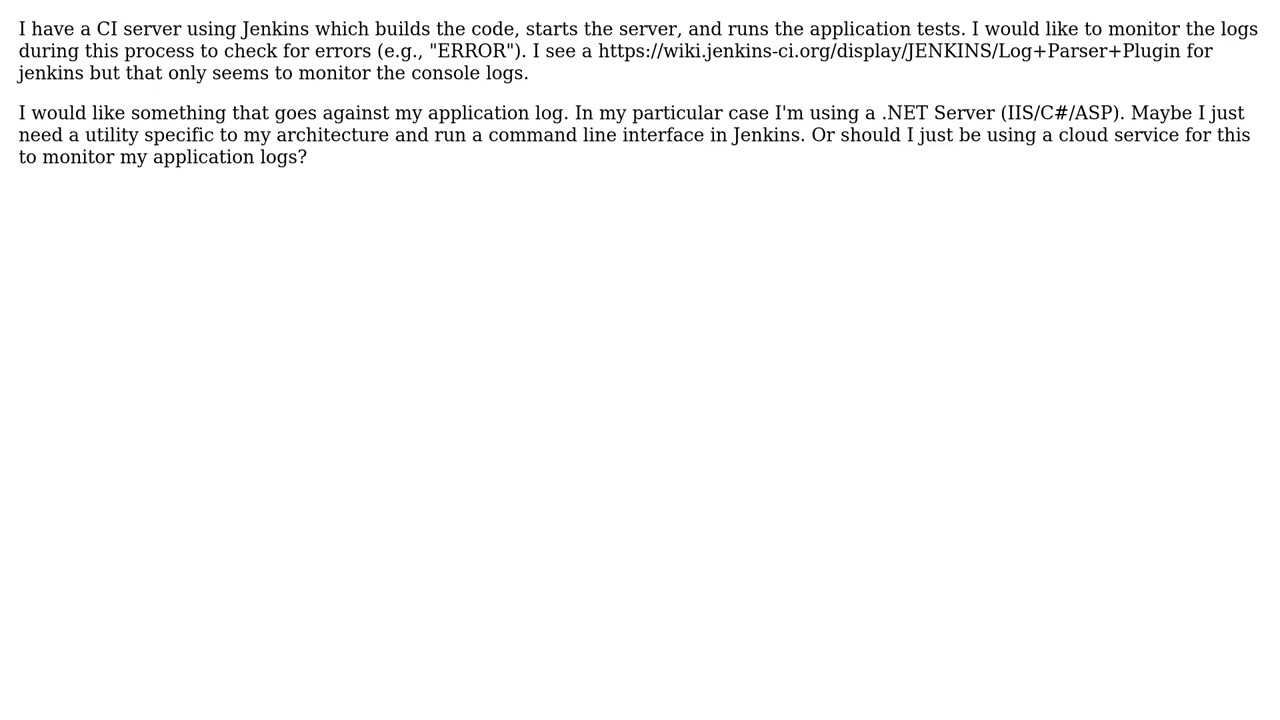 I have a CI server using Jenkins which builds the code, starts the server, and runs the application tests. I would like to monitor the logs
during this process to check for errors (e.g., "ERROR"). I see a https://wiki.jenkins-ci.org/display/JENKINS/Log+Parser+Plugin for
jenkins but that only seems to monitor the console logs.
I would like something that goes against my application log. In my particular case I'm using a .NET Server (IIS/C#/ASP). Maybe I just
need a utility specific to my architecture and run a command line interface in Jenkins. Or should I just be using a cloud service for this
to monitor my application logs?